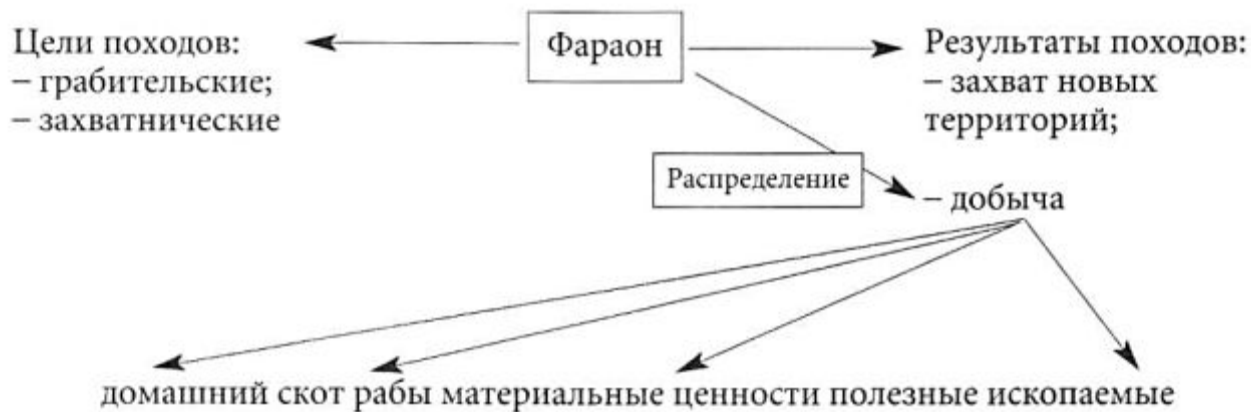 Цели походов:
– грабительские;
– захватнические
Фараон
Результаты походов:
– захват новых
территорий;
Распределение
– добыча
домашний скот рабы материальные ценности полезные ископаемые